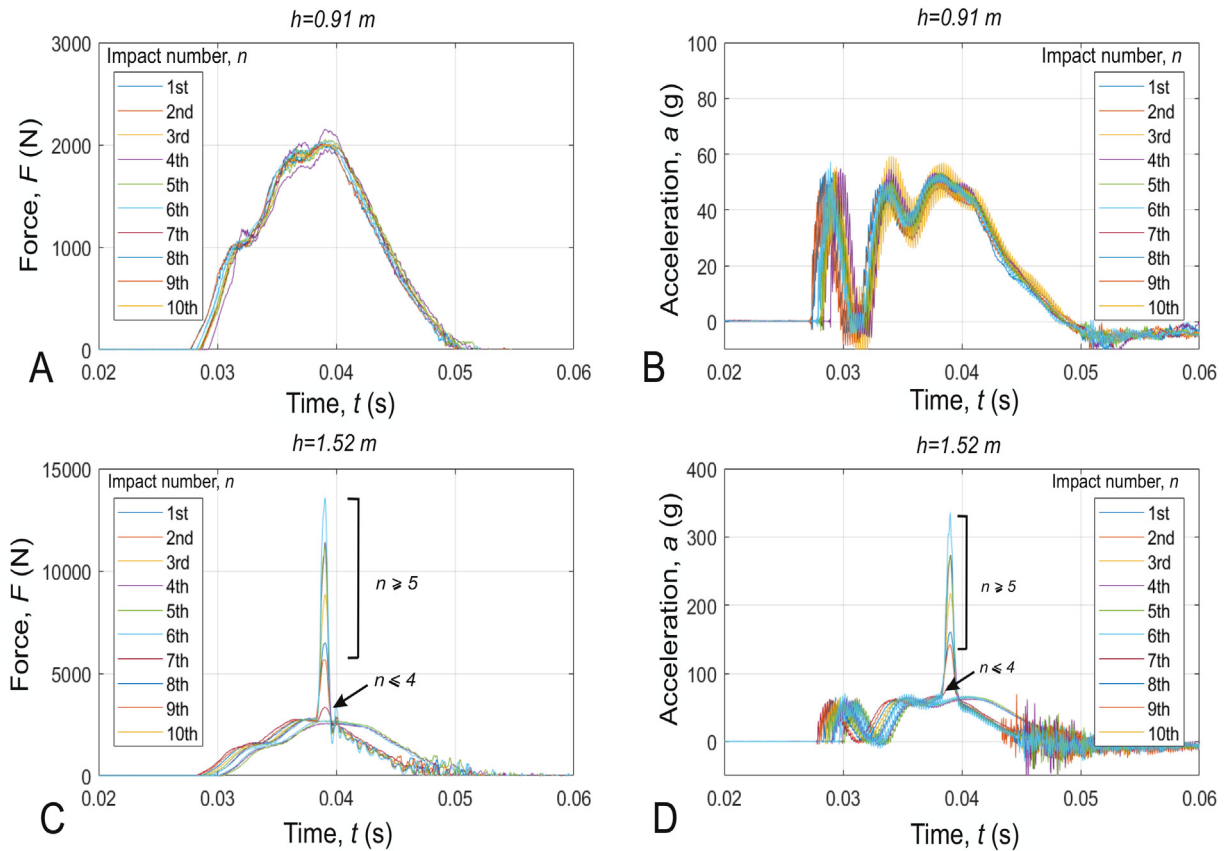 h=0.91 m
3000
2000
1000
0
Force, F (N)
Impact number, n
1st
2nd
3rd
4th
5th
6th
7th
8th
9th
10th
0.02
0.03
0.04
0.05
0.06
Time, t (s)
A
h=0.91 m
100
80
60
40
20
0
Acceleration, a (g)
Impact number, n
1st
2nd
3rd
4th
5th
6th
7th
8th
9th
10th
0.02
0.03
0.04
0.05
0.06
Time, t (s)
B
h=1.52 m
15000
10000
5000
0
Force, F (N)
Impact number, n
1st
2nd
3rd
4th
5th
6th
7th
8th
9th
10th
n ⩾ 5
n ⩽ 4
0.02
0.03
0.04
0.05
0.06
Time, t (s)
C
h=1.52 m
400
300
200
100
0
-50
Acceleration, a (g)
Impact number, n
1st
2nd
3rd
4th
5th
6th
7th
8th
9th
10th
n ⩾ 5
n ⩽ 4
0.02
0.03
0.04
0.05
0.06
Time, t (s)
D